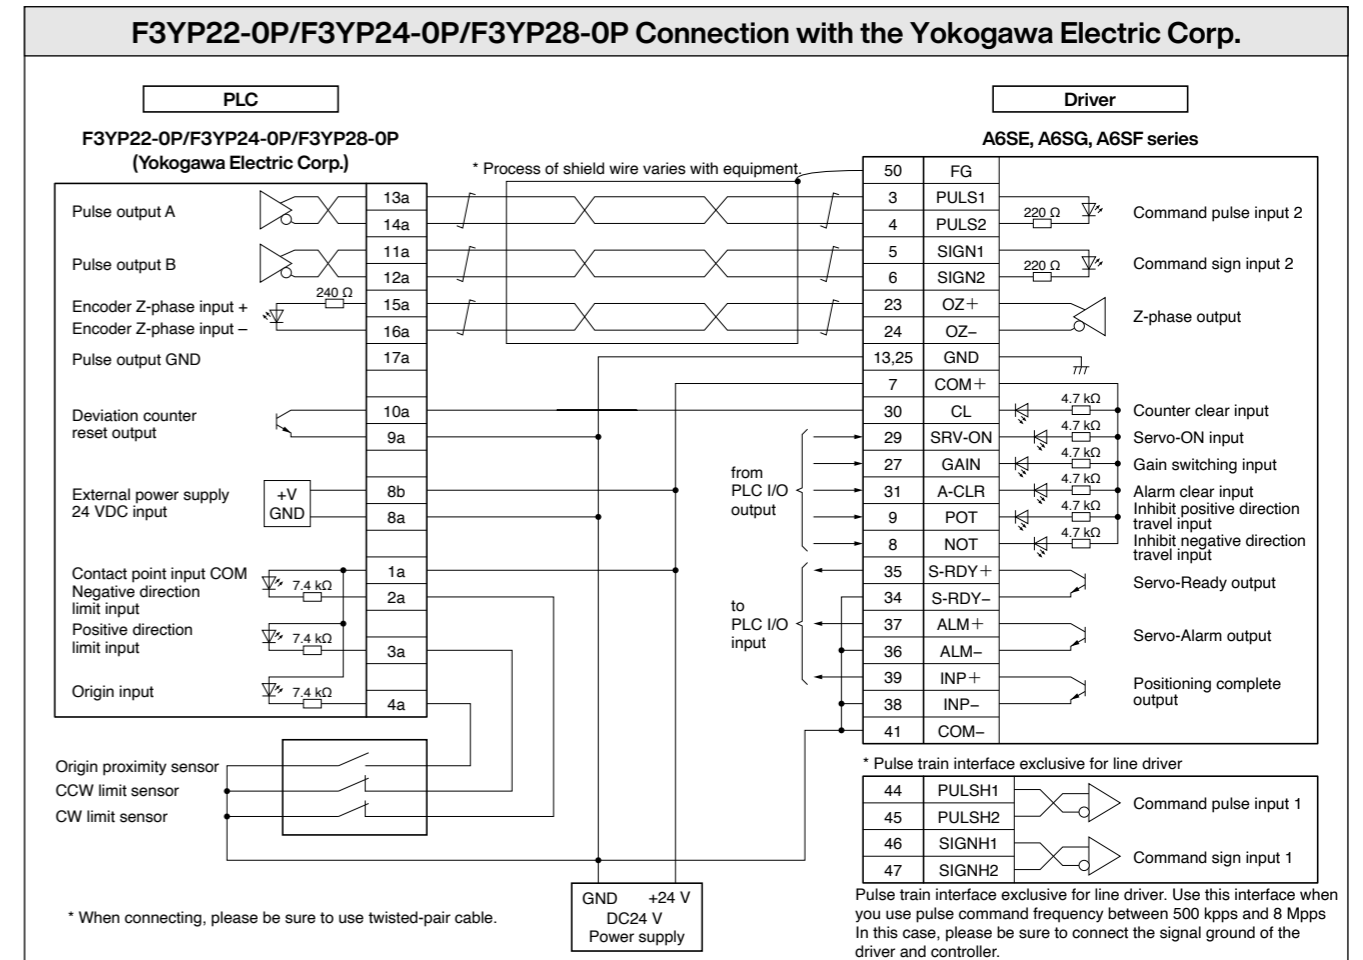 F3YP22-0P/F3YP24-0P/F3YP28-0P Connection with the Yokogawa Electric Corp.
PLC
F3YP22-0P/F3YP24-0P/F3YP28-0P
(Yokogawa Electric Corp.)
Pulse output A
13a
14a
Pulse output B
11a
12a
240 Ω
Encoder Z-phase input +
15a
Encoder Z-phase input –
16a
Pulse output GND
17a
Deviation counter
reset output
10a
9a
External power supply
24 VDC input
+V
GND
8b
8a
Contact point input COM
1a
Negative direction
limit input
7.4 kΩ
2a
Positive direction
limit input
7.4 kΩ
3a
Origin input
7.4 kΩ
4a
Origin proximity sensor
CCW limit sensor
CW limit sensor
* When connecting, please be sure to use twisted-pair cable.
* Process of shield wire varies with equipment.
from
PLC I/O
output
to
PLC I/O
input
GND +24 V
DC24 V
Power supply
Driver
A6SE, A6SG, A6SF series
50 FG
3 PULS1
4 PULS2
220 Ω
Command pulse input 2
5 SIGN1
6 SIGN2
220 Ω
Command sign input 2
23 OZ+
24 OZ–
Z-phase output
13,25 GND
7 COM+
30 CL 4.7 kΩ Counter clear input
29 SRV-ON 4.7 kΩ Servo-ON input
27 GAIN 4.7 kΩ Gain switching input
31 A-CLR 4.7 kΩ Alarm clear input
9 POT 4.7 kΩ Inhibit positive direction
travel input
8 NOT 4.7 kΩ Inhibit negative direction
travel input
35 S-RDY+
34 S-RDY–
Servo-Ready output
37 ALM+
36 ALM–
Servo-Alarm output
39 INP+
38 INP–
Positioning complete
output
41 COM–
* Pulse train interface exclusive for line driver
44 PULSH1
45 PULSH2
Command pulse input 1
46 SIGNH1
47 SIGNH2
Command sign input 1
Pulse train interface exclusive for line driver. Use this interface when
you use pulse command frequency between 500 kpps and 8 Mpps
In this case, please be sure to connect the signal ground of the
driver and controller.